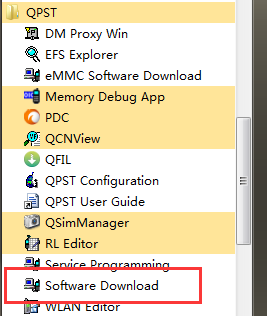 QPST
DM Proxy Win
EFS Explorer
eMMC Software Download
Memory Debug App
PDC
QCNView
QFIL
QPST Configuration
QPST User Guide
QSimManager
RL Editor
Service Programming
Software Download
WLAN Editor